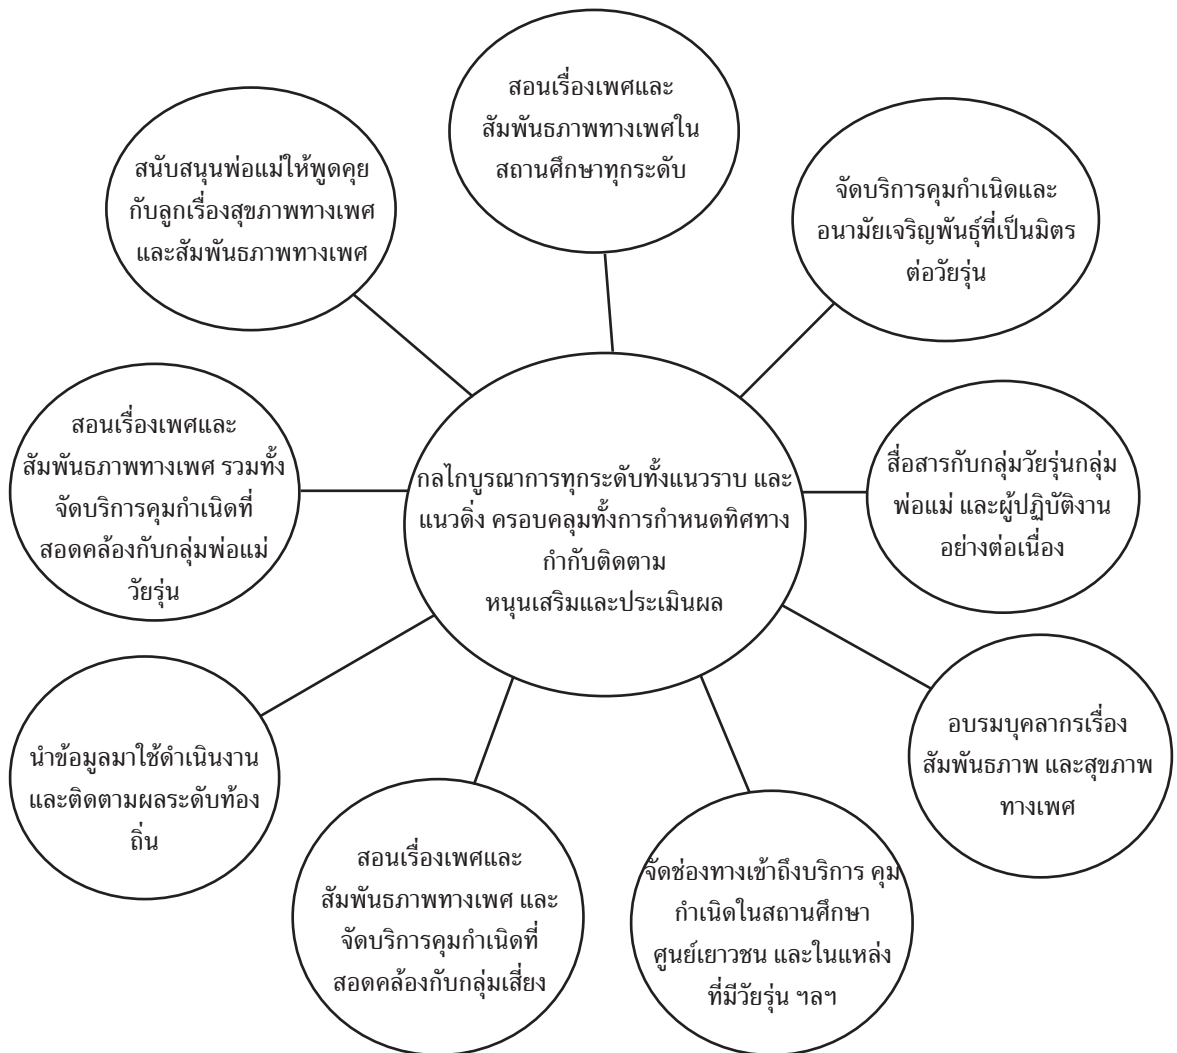 สอนเรื่องเพศและ
สัมพันธภาพทางเพศใน
สถานศึกษาทุกระดับ
สนับสนุนพ่อแม่ให้พูดคุย
กับลูกเรื่องสุขภาพทางเพศ
และสัมพันธภาพทางเพศ
จัดบริการคุมกำเนิดและ
อนามัยเจริญพันธุ์ที่เป็นมิตร
ต่อวัยรุ่น
สอนเรื่องเพศและ
สัมพันธภาพทางเพศ รวมทั้ง
จัดบริการคุมกำเนิดที่
สอดคล้องกับกลุ่มพ่อแม่
วัยรุ่น
กลไกบูรณาการทุกระดับทั้งแนวราบ และ
แนวดิ่ง ครอบคลุมทั้งการกำหนดทิศทาง
กำกับติดตาม
หนุนเสริมและประเมินผล
สื่อสารกับกลุ่มวัยรุ่นกลุ่ม
พ่อแม่ และผู้ปฏิบัติงาน
อย่างต่อเนื่อง
นำข้อมูลมาใช้ดำเนินงาน
และติดตามผลระดับท้อง
ถิ่น
สอนเรื่องเพศและ
สัมพันธภาพทางเพศ และ
จัดบริการคุมกำเนิดที่
สอดคล้องกับกลุ่มเสี่ยง
จัดช่องทางเข้าถึงบริการ คุม
กำเนิดในสถานศึกษา
ศูนย์เยาวชน และในแหล่ง
ที่มีวัยรุ่น ฯลฯ
อบรมบุคลากรเรื่อง
สัมพันธภาพ และสุขภาพ
ทางเพศ